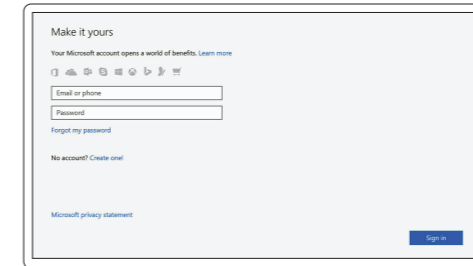 Make it yours
Your Microsoft account opens a world of benefits. Learn more
Email or phone
Password
Forgot my password
No account? Create one!
Microsoft privacy statement
Sign in